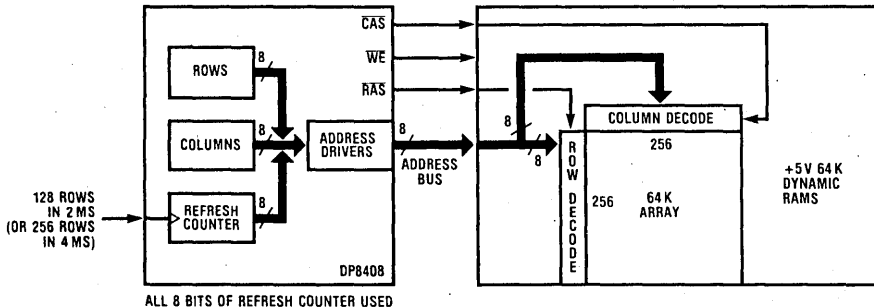 CAS
WE
RAS
8
ROWS
8
COLUMNS
8
REFRESH
COUNTER
ADDRESS
DRIVERS
8
ADDRESS
BUS
128 ROWS
IN 2 MS
(OR 256 ROWS
IN 4 MS)
DP8408
ALL 8 BITS OF REFRESH COUNTER USED
8
8
COLUMN DECODE
ROW DECODE
256
256
64K
ARRAY
+5V 64K
DYNAMIC
RAMS